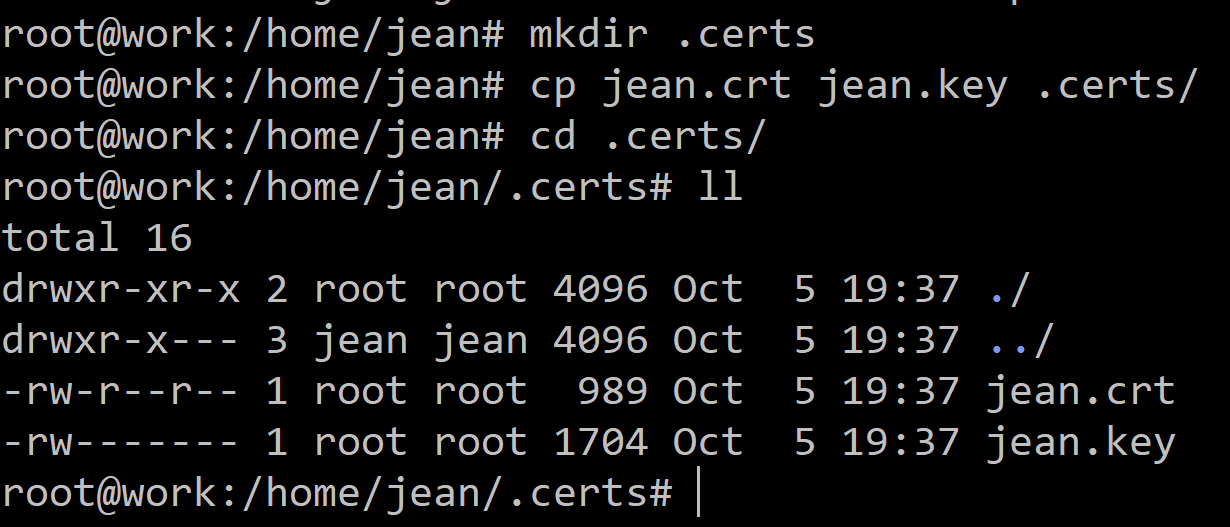 root@work:/home/jean# mkdir .certs
root@work:/home/jean# cp jean.crt jean.key .certs/
root@work:/home/jean# cd .certs/
root@work:/home/jean/.certs# ll
total 16
drwxr-xr-x 2 root root 4096 Oct  5 19:37 ./
drwxr-x--- 3 jean jean 4096 Oct  5 19:37 ../
-rw-r--r-- 1 root root  989 Oct  5 19:37 jean.crt
-rw------- 1 root root 1704 Oct  5 19:37 jean.key
root@work:/home/jean/.certs#